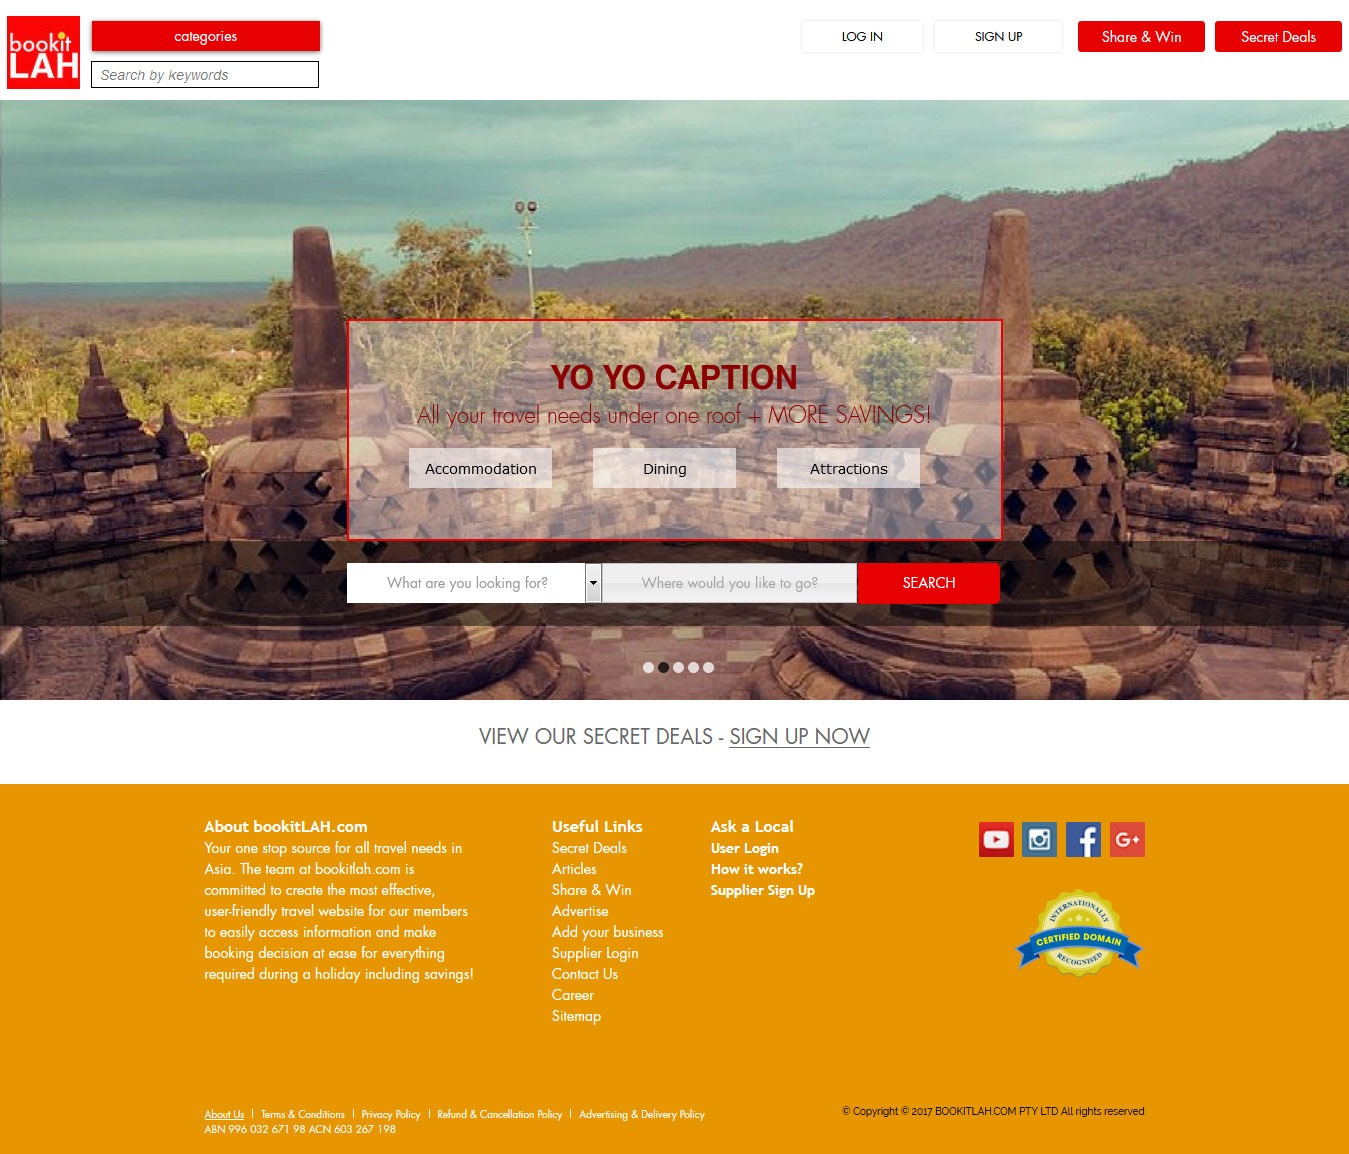 bookit
LAH
categories
Search by keywords
LOG IN
SIGN UP
Share & Win
Secret Deals
YO YO CAPTION
All your travel needs under one roof + MORE SAVINGS!
Accommodation
Dining
Attractions
What are you looking for?
Where would you like to go?
SEARCH
VIEW OUR SECRET DEALS - SIGN UP NOW
About bookitLAH.com
Your one stop source for all travel needs in
Asia. The team at bookitlah.com is
committed to create the most effective,
user-friendly travel website for our members
to easily access information and make
booking decision at ease for everything
required during a holiday including savings!
Useful Links
Secret Deals
Articles
Share & Win
Advertise
Add your business
Supplier Login
Contact Us
Career
Sitemap
Ask a Local
User Login
How it works?
Supplier Sign Up
G+
INTERNATIONALLY
CERTIFIED DOMAIN
RECOGNISED
About Us | Terms & Conditions | Privacy Policy | Refund & Cancellation Policy | Advertising & Delivery Policy
ABN 996 032 671 98 ACN 603 267 198
© Copyright © 2017 BOOKITLAH.COM PTY LTD All rights reserved